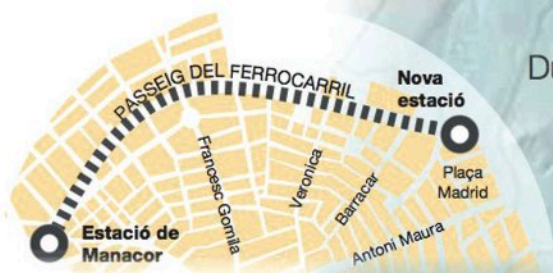 PASSEIG DEL FERROCARRIL
Nova
estació
Plaça
Madrid
Francesc Gomila
Veronica
Barracar
Antoni Maura
Estació de
Manacor